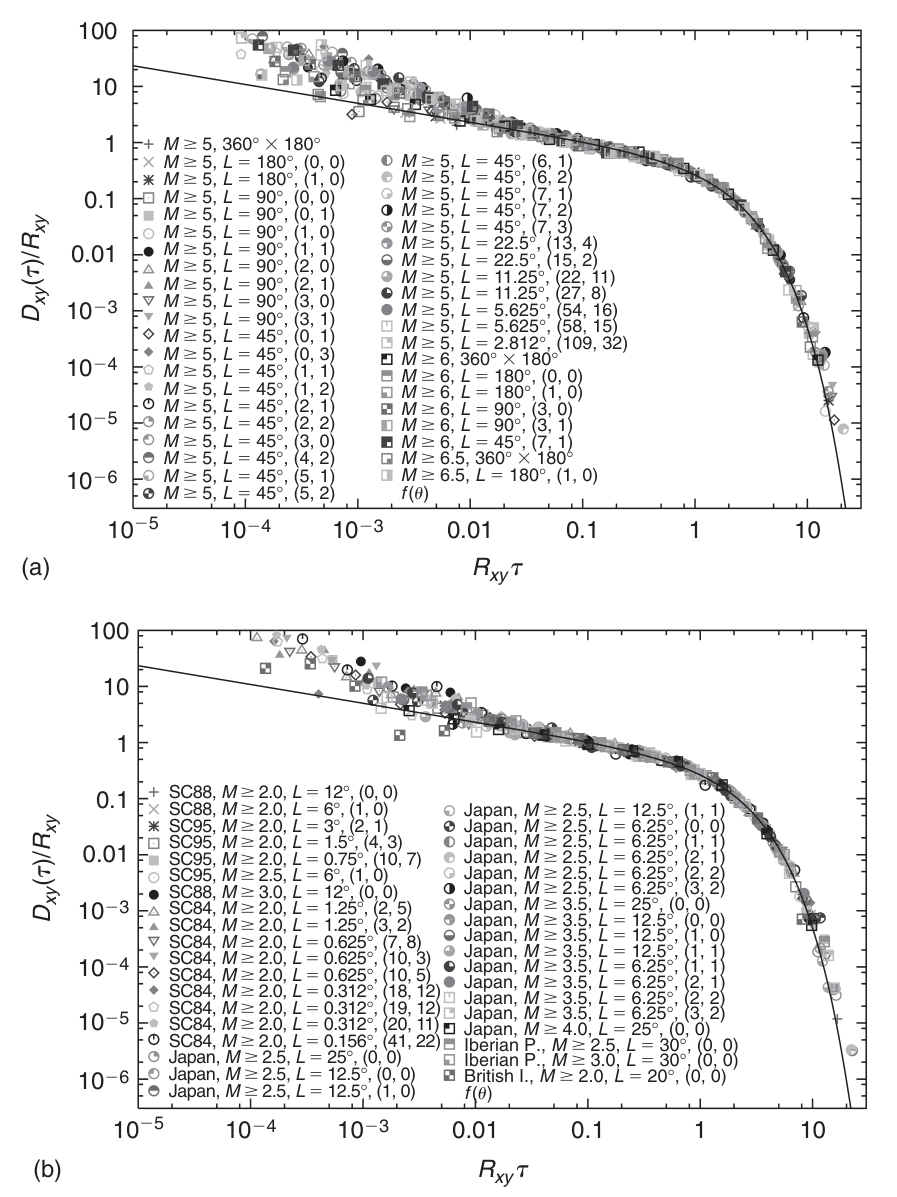 100
10
1
0.1
0.01
10−3
10−4
10−5
10−6
Dxy(τ)/Rxy
M ≥ 5, 360° × 180°
M ≥ 5, L = 180°, (0, 0)
M ≥ 5, L = 180°, (1, 0)
M ≥ 5, L = 90°, (0, 0)
M ≥ 5, L = 90°, (0, 1)
M ≥ 5, L = 90°, (1, 0)
M ≥ 5, L = 90°, (1, 1)
M ≥ 5, L = 90°, (2, 0)
M ≥ 5, L = 90°, (2, 1)
M ≥ 5, L = 90°, (3, 0)
M ≥ 5, L = 90°, (3, 1)
M ≥ 5, L = 45°, (0, 1)
M ≥ 5, L = 45°, (0, 3)
M ≥ 5, L = 45°, (1, 1)
M ≥ 5, L = 45°, (1, 2)
M ≥ 5, L = 45°, (2, 1)
M ≥ 5, L = 45°, (2, 2)
M ≥ 5, L = 45°, (3, 0)
M ≥ 5, L = 45°, (4, 2)
M ≥ 5, L = 45°, (5, 1)
M ≥ 5, L = 45°, (5, 2)
M ≥ 5, L = 45°, (6, 1)
M ≥ 5, L = 45°, (6, 2)
M ≥ 5, L = 45°, (7, 1)
M ≥ 5, L = 45°, (7, 2)
M ≥ 5, L = 45°, (7, 3)
M ≥ 5, L = 22.5°, (13, 4)
M ≥ 5, L = 22.5°, (15, 2)
M ≥ 5, L = 11.25°, (22, 11)
M ≥ 5, L = 11.25°, (27, 8)
M ≥ 5, L = 5.625°, (54, 16)
M ≥ 5, L = 5.625°, (58, 15)
M ≥ 5, L = 2.812°, (109, 32)
M ≥ 6, 360° × 180°
M ≥ 6, L = 180°, (0, 0)
M ≥ 6, L = 180°, (1, 0)
M ≥ 6, L = 90°, (3, 0)
M ≥ 6, L = 90°, (3, 1)
M ≥ 6, L = 45°, (7, 1)
M ≥ 6.5, 360° × 180°
M ≥ 6.5, L = 180°, (1, 0)
f(θ)
10−5
10−4
10−3
0.01
0.1
1
10
(a)
Rxyτ
100
10
1
0.1
0.01
10−3
10−4
10−5
10−6
Dxy(τ)/Rxy
SC88, M ≥ 2.0, L = 12°, (0, 0)
SC88, M ≥ 2.0, L = 6°, (1, 0)
SC95, M ≥ 2.0, L = 3°, (2, 1)
SC95, M ≥ 2.0, L = 1.5°, (4, 3)
SC95, M ≥ 2.0, L = 0.75°, (10, 7)
SC95, M ≥ 2.5, L = 6°, (1, 0)
SC88, M ≥ 3.0, L = 12°, (0, 0)
SC84, M ≥ 2.0, L = 1.25°, (2, 5)
SC84, M ≥ 2.0, L = 1.25°, (3, 2)
SC84, M ≥ 2.0, L = 0.625°, (7, 8)
SC84, M ≥ 2.0, L = 0.625°, (10, 3)
SC84, M ≥ 2.0, L = 0.625°, (10, 5)
SC84, M ≥ 2.0, L = 0.312°, (18, 12)
SC84, M ≥ 2.0, L = 0.312°, (19, 12)
SC84, M ≥ 2.0, L = 0.312°, (20, 11)
SC84, M ≥ 2.0, L = 0.156°, (41, 22)
Japan, M ≥ 2.5, L = 25°, (0, 0)
Japan, M ≥ 2.5, L = 12.5°, (0, 0)
Japan, M ≥ 2.5, L = 12.5°, (1, 0)
Japan, M ≥ 2.5, L = 12.5°, (1, 1)
Japan, M ≥ 2.5, L = 6.25°, (0, 0)
Japan, M ≥ 2.5, L = 6.25°, (1, 1)
Japan, M ≥ 2.5, L = 6.25°, (2, 1)
Japan, M ≥ 2.5, L = 6.25°, (2, 2)
Japan, M ≥ 2.5, L = 6.25°, (3, 2)
Japan, M ≥ 3.5, L = 25°, (0, 0)
Japan, M ≥ 3.5, L = 12.5°, (0, 0)
Japan, M ≥ 3.5, L = 12.5°, (1, 0)
Japan, M ≥ 3.5, L = 12.5°, (1, 1)
Japan, M ≥ 3.5, L = 6.25°, (1, 1)
Japan, M ≥ 3.5, L = 6.25°, (2, 1)
Japan, M ≥ 3.5, L = 6.25°, (2, 2)
Japan, M ≥ 3.5, L = 6.25°, (3, 2)
Japan, M ≥ 4.0, L = 25°, (0, 0)
Iberian P., M ≥ 2.5, L = 30°, (0, 0)
Iberian P., M ≥ 3.0, L = 30°, (0, 0)
British I., M ≥ 2.0, L = 20°, (0, 0)
f(θ)
10−5
10−4
10−3
0.01
0.1
1
10
(b)
Rxyτ